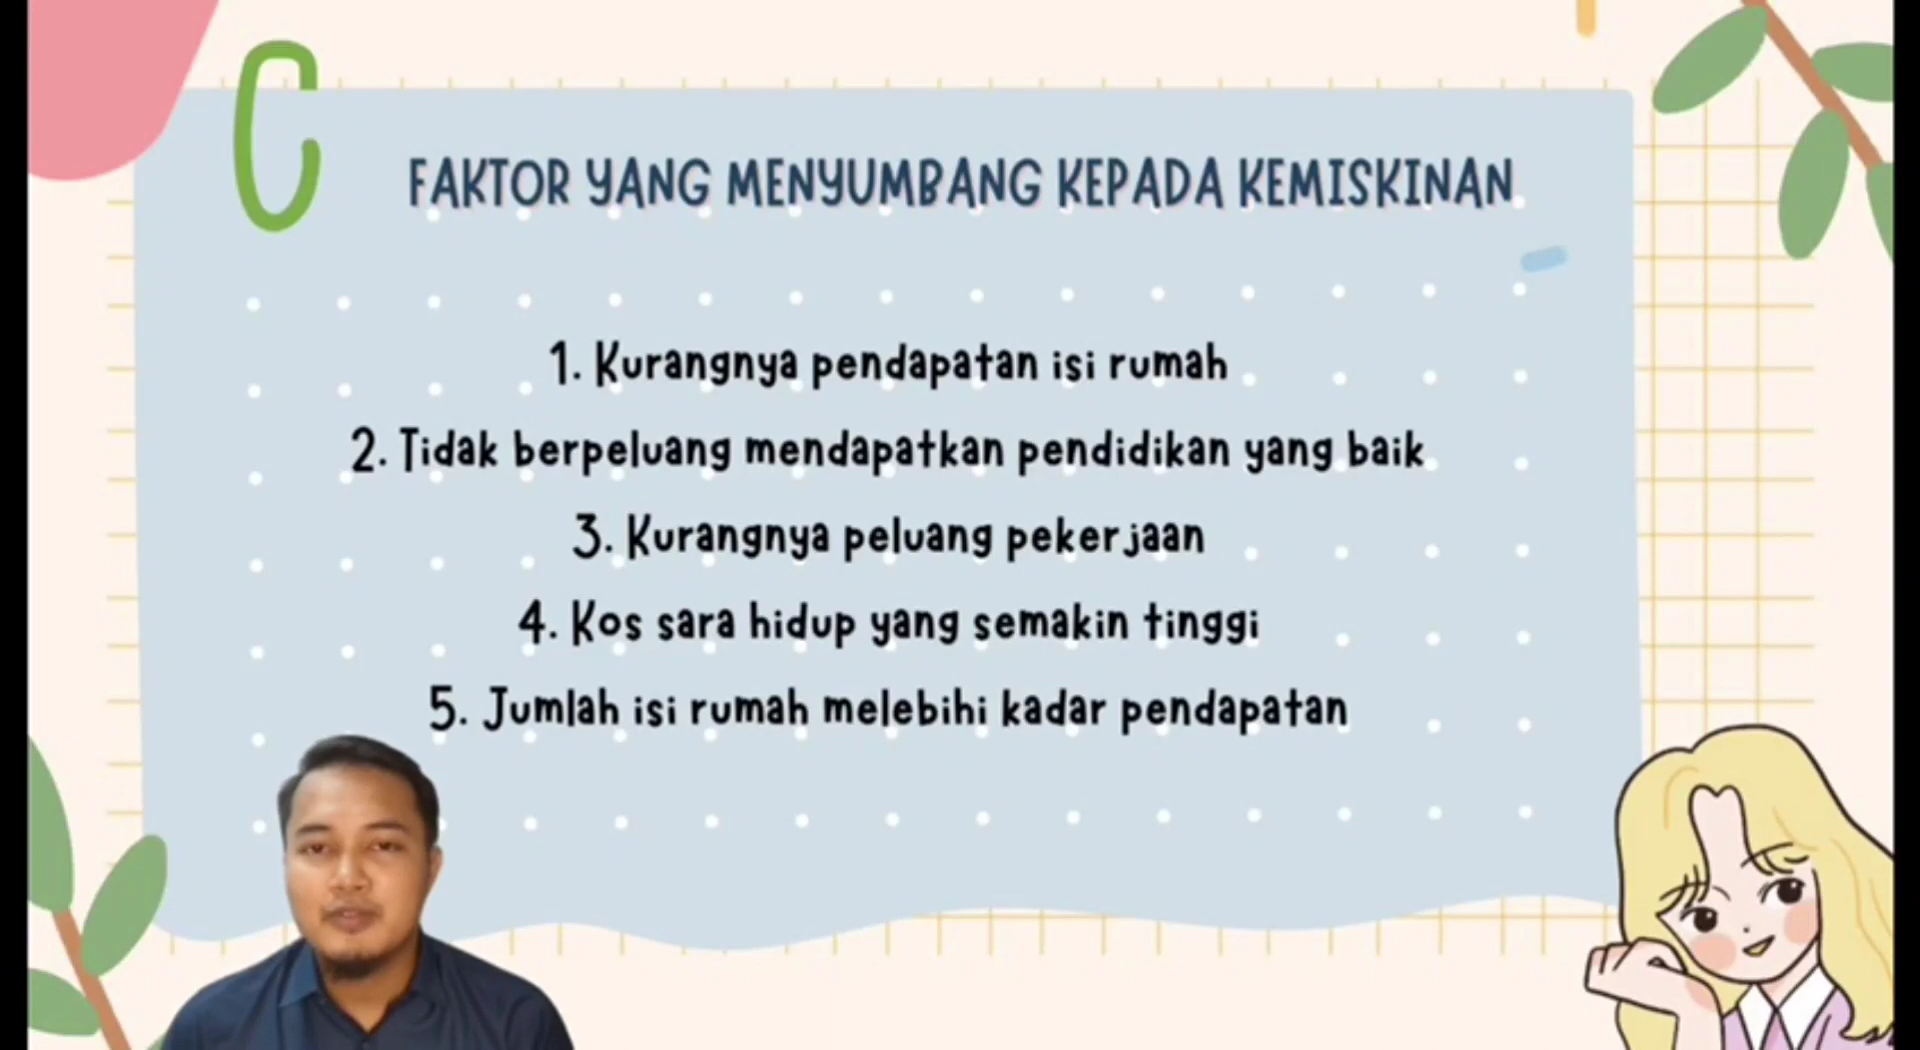 FAKTOR YANG MENYUMBANG KEPADA KEMISKINAN
1. Kurangnya pendapatan isi rumah
2. Tidak berpeluang mendapatkan pendidikan yang baik
3. Kurangnya peluang pekerjaan
4. Kos sara hidup yang semakin tinggi
5. Jumlah isi rumah melebihi kadar pendapatan